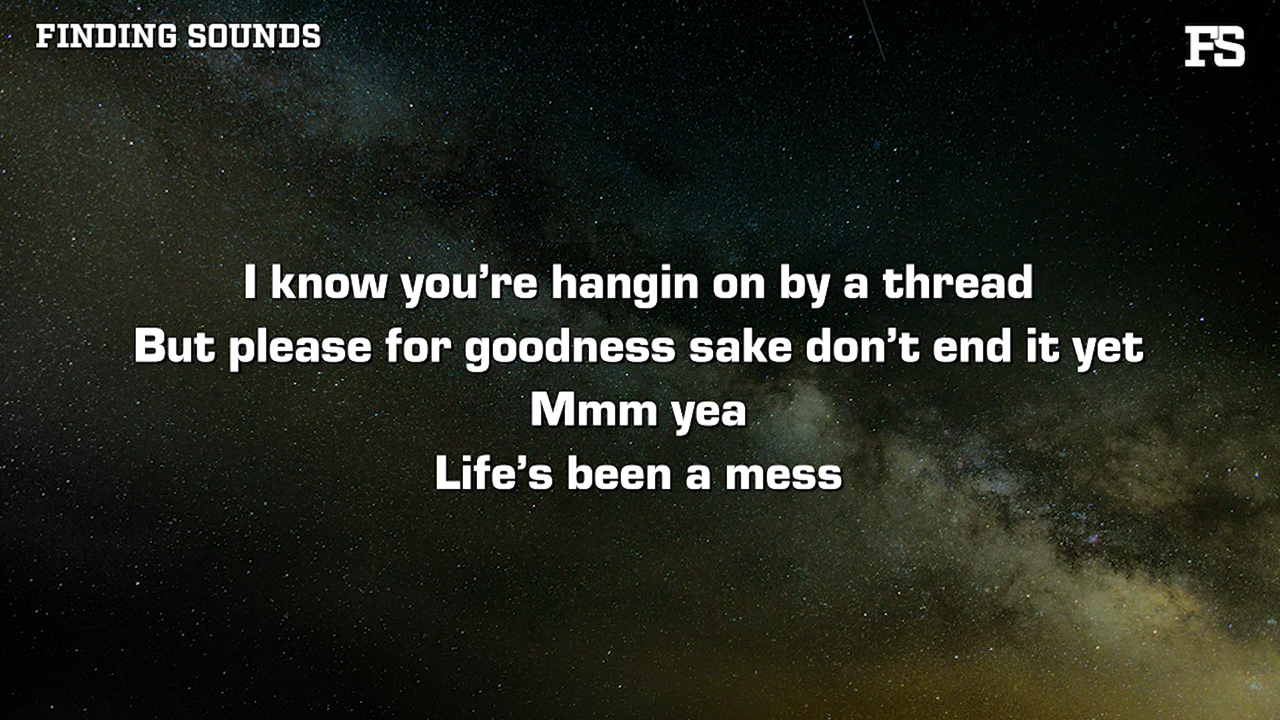 FINDING SOUNDS
FS
I know you’re hangin on by a thread
But please for goodness sake don’t end it yet
Mmm yea
Life’s been a mess